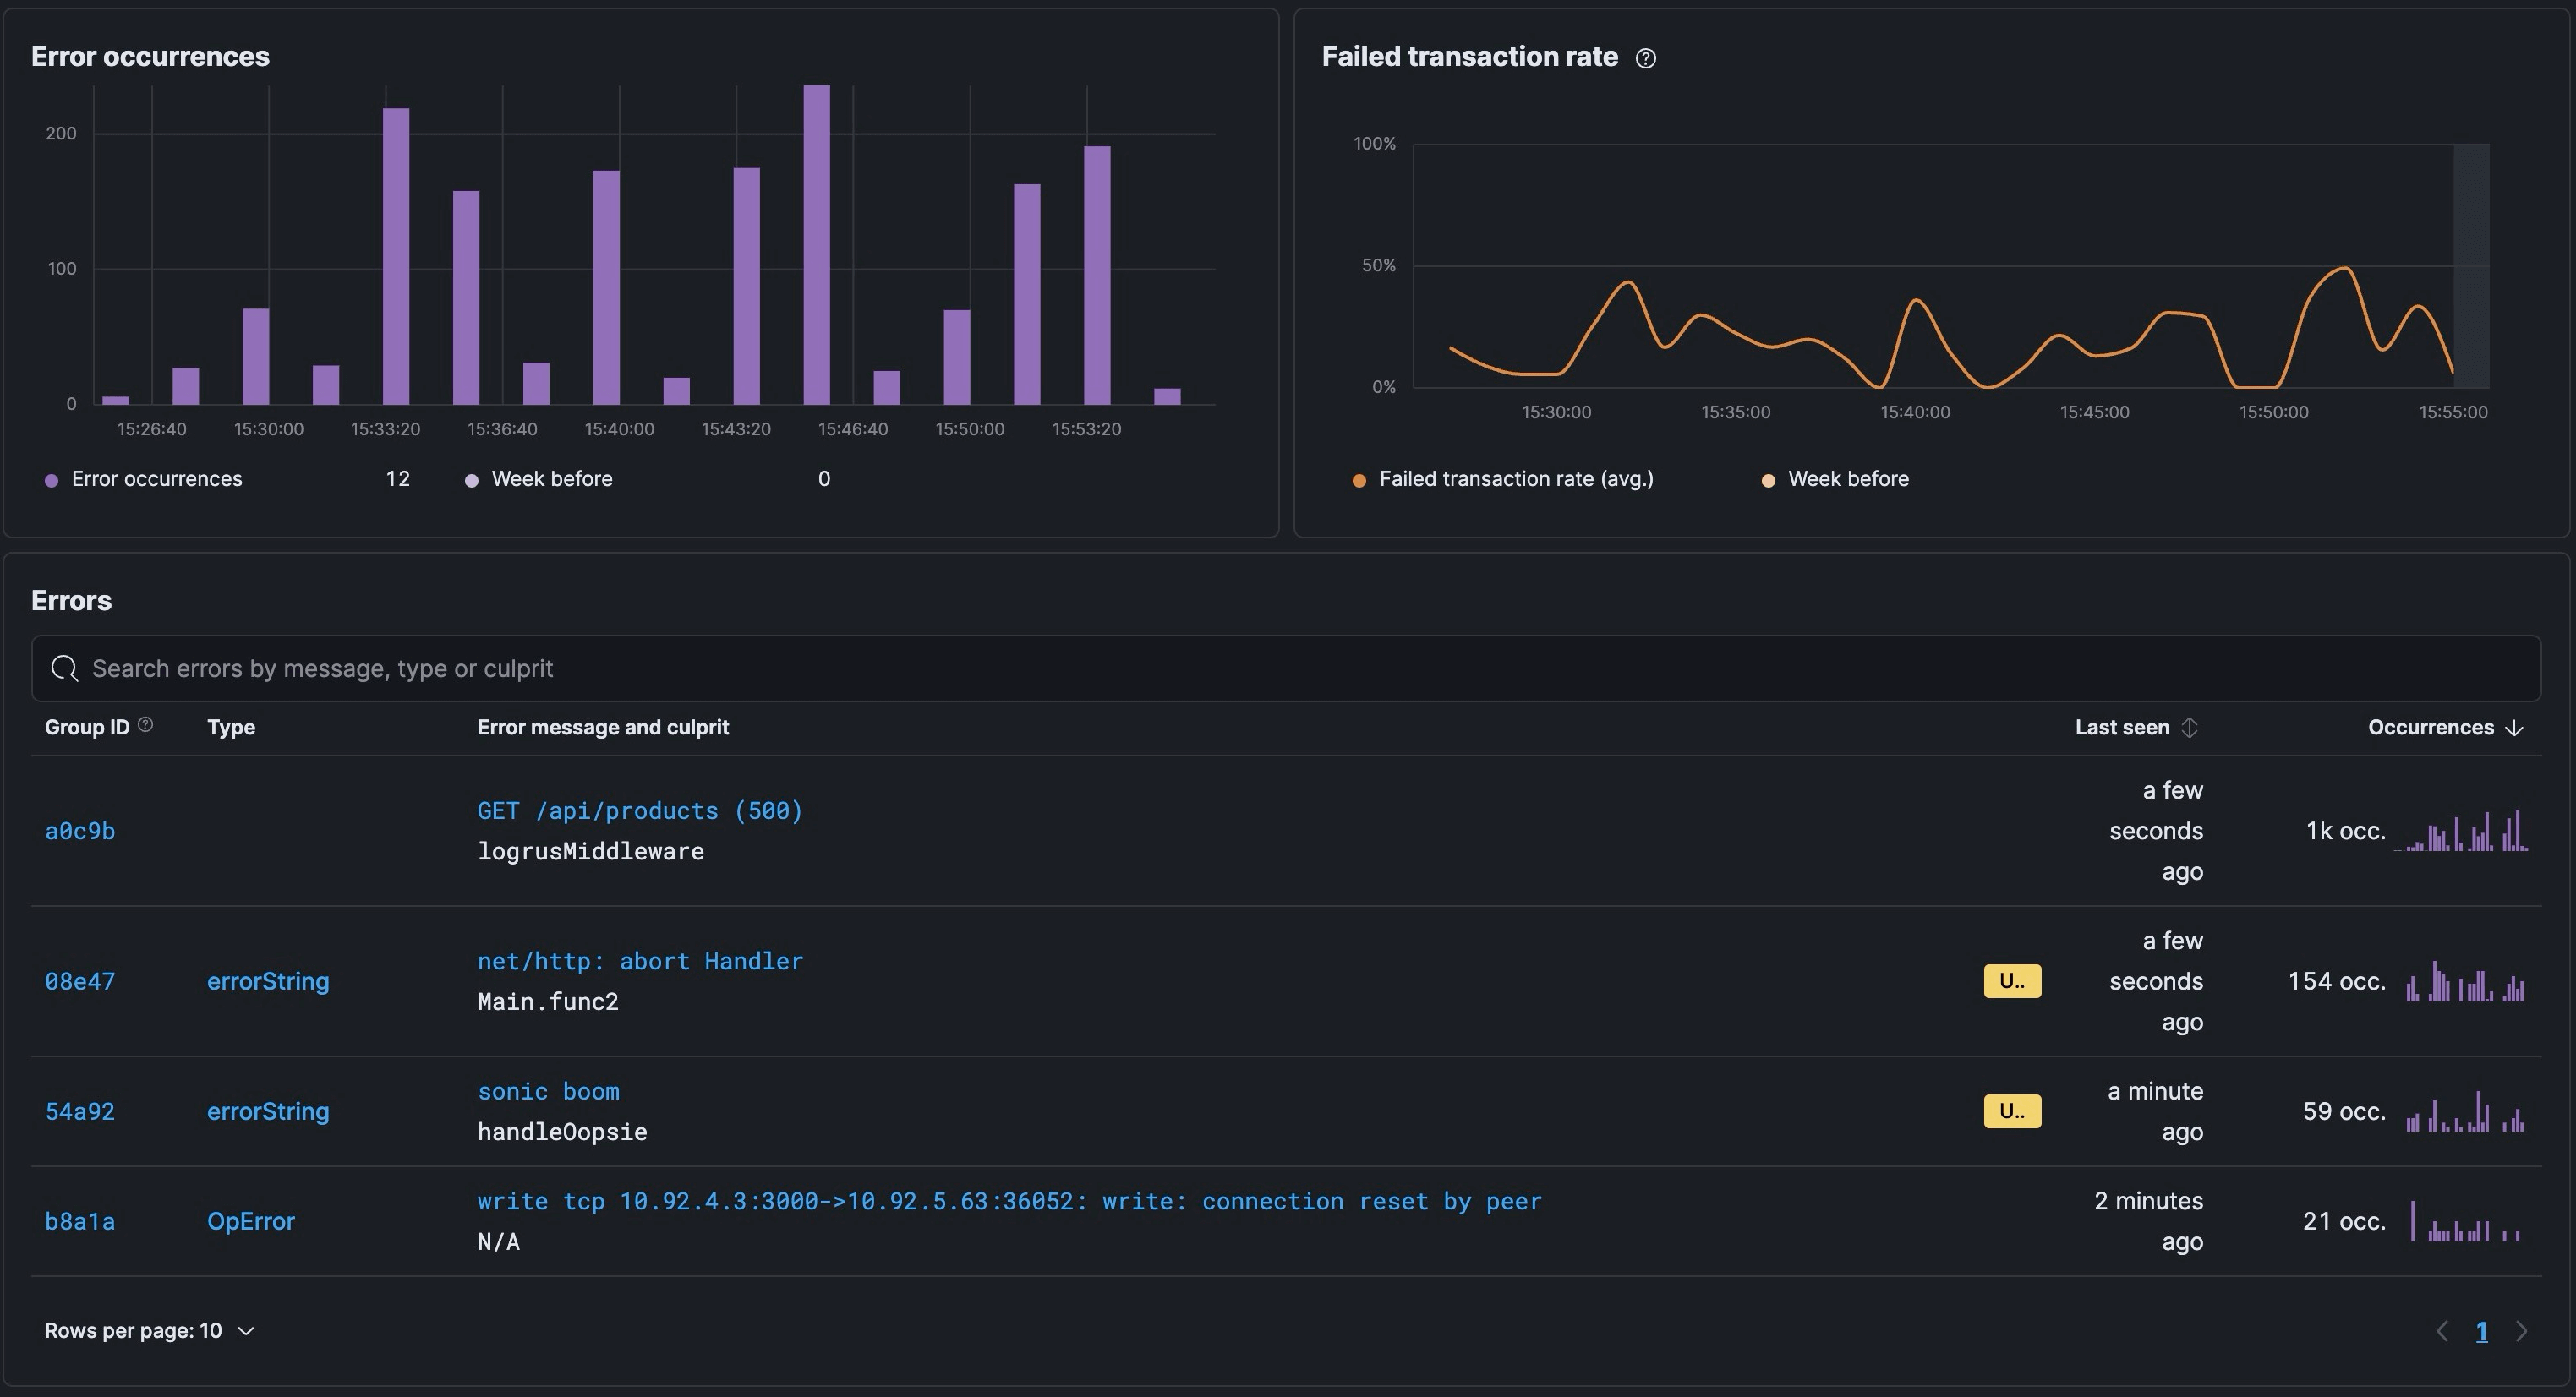 Error occurrences
200
100
0
15:26:40 15:30:00 15:33:20 15:36:40 15:40:00 15:43:20 15:46:40 15:50:00 15:53:20
Error occurrences 12 Week before 0
Failed transaction rate
100%
50%
0%
15:30:00 15:35:00 15:40:00 15:45:00 15:50:00 15:55:00
Failed transaction rate (avg.) Week before
Errors
Search errors by message, type or culprit
Group ID Type Error message and culprit Last seen Occurrences
a0c9b
GET /api/products (500)
logrusMiddleware
a few
seconds
ago
1k occ.
08e47
errorString
net/http: abort Handler
Main.func2
U..
a few
seconds
ago
154 occ.
54a92
errorString
sonic boom
handleOopsie
U..
a minute
ago
59 occ.
b8a1a
OpError
write tcp 10.92.4.3:3000->10.92.5.63:36052: write: connection reset by peer
N/A
2 minutes
ago
21 occ.
Rows per page: 10
1